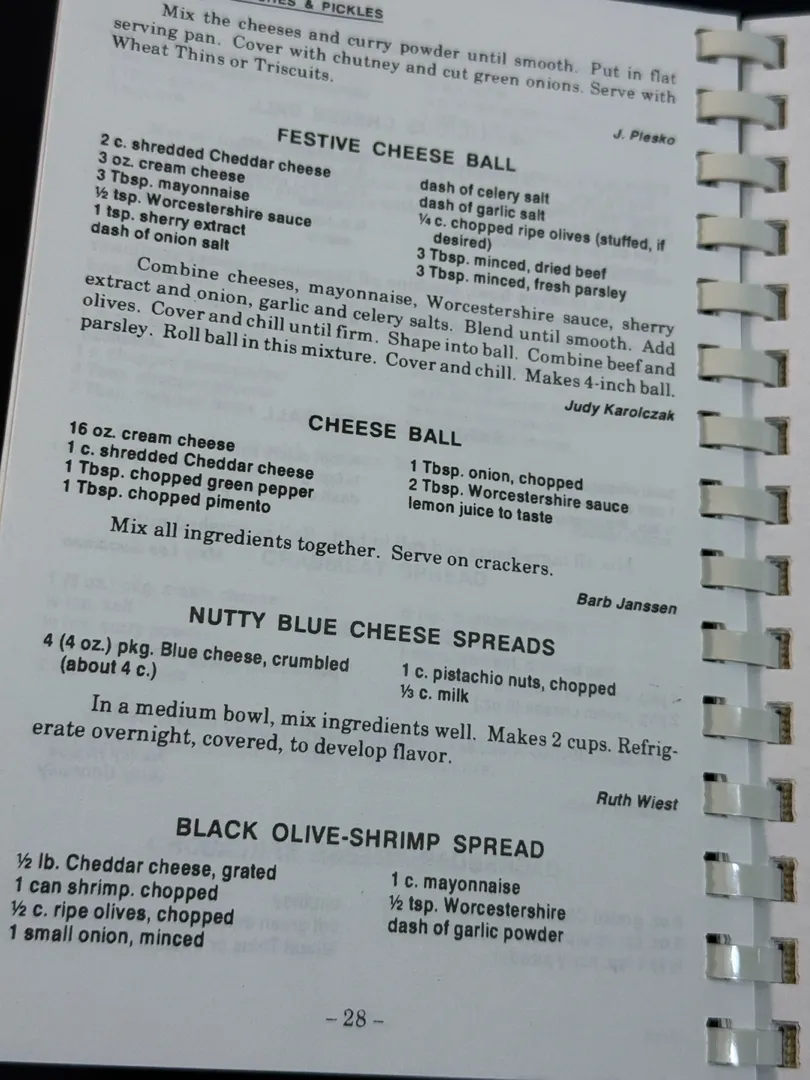 & PICKLES
Mix the cheeses and curry powder until smooth. Put in flat
serving pan. Cover with chutney and cut green onions. Serve with
Wheat Thins or Triscuits.
J. Plesko
FESTIVE CHEESE BALL
2 c. shredded Cheddar cheese
3 oz. cream cheese
3 Tbsp. mayonnaise
½ tsp. Worcestershire sauce
1 tsp. sherry extract
dash of onion salt
dash of celery salt
dash of garlic salt
¼ c. chopped ripe olives (stuffed, if
desired)
3 Tbsp. minced, dried beef
3 Tbsp. minced, fresh parsley
Combine cheeses, mayonnaise, Worcestershire sauce, sherry
extract and onion, garlic and celery salts. Blend until smooth. Add
olives. Cover and chill until firm. Shape into ball. Combine beef and
parsley. Roll ball in this mixture. Cover and chill. Makes 4-inch ball.
Judy Karolczak
CHEESE BALL
16 oz. cream cheese
1 c. shredded Cheddar cheese
1 Tbsp. chopped green pepper
1 Tbsp. chopped pimento
1 Tbsp. onion, chopped
2 Tbsp. Worcestershire sauce
lemon juice to taste
Mix all ingredients together. Serve on crackers.
Barb Janssen
NUTTY BLUE CHEESE SPREADS
4 (4 oz.) pkg. Blue cheese, crumbled
(about 4 c.)
1 c. pistachio nuts, chopped
⅓ c. milk
In a medium bowl, mix ingredients well. Makes 2 cups. Refrig-
erate overnight, covered, to develop flavor.
Ruth Wiest
BLACK OLIVE-SHRIMP SPREAD
½ lb. Cheddar cheese, grated
1 can shrimp. chopped
½ c. ripe olives, chopped
1 small onion, minced
1 c. mayonnaise
½ tsp. Worcestershire
dash of garlic powder
– 28 –